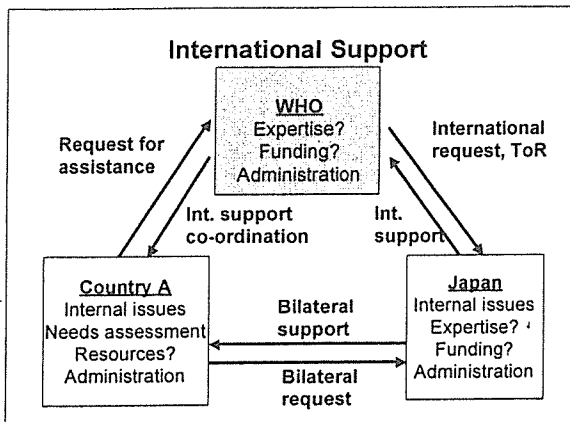 International Support
WHO
Expertise?
Funding?
Administration
Request for
assistance
International
request, ToR
Int. support
co-ordination
Int.
support
Country A
Internal issues
Needs assessment
Resources?
Administration
Bilateral
support
Bilateral
request
Japan
Internal issues
Expertise?
Funding?
Administration